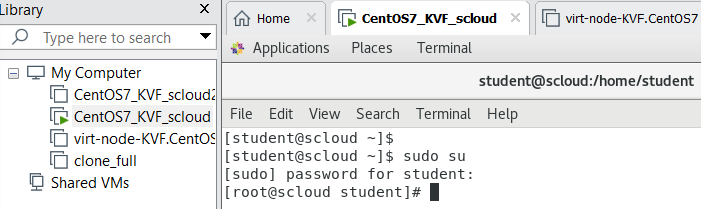 Library
Type here to search
My Computer
CentOS7_KVF_scloud2
CentOS7_KVF_scloud
virt-node-KVF.CentOS
clone_full
Shared VMs
Home
CentOS7_KVF_scloud
virt-node-KVF.CentOS7
Applications Places Terminal
student@scloud:/home/student
File Edit View Search Terminal Help
[student@scloud ~]$
[student@scloud ~]$ sudo su
[sudo] password for student:
[root@scloud student]#